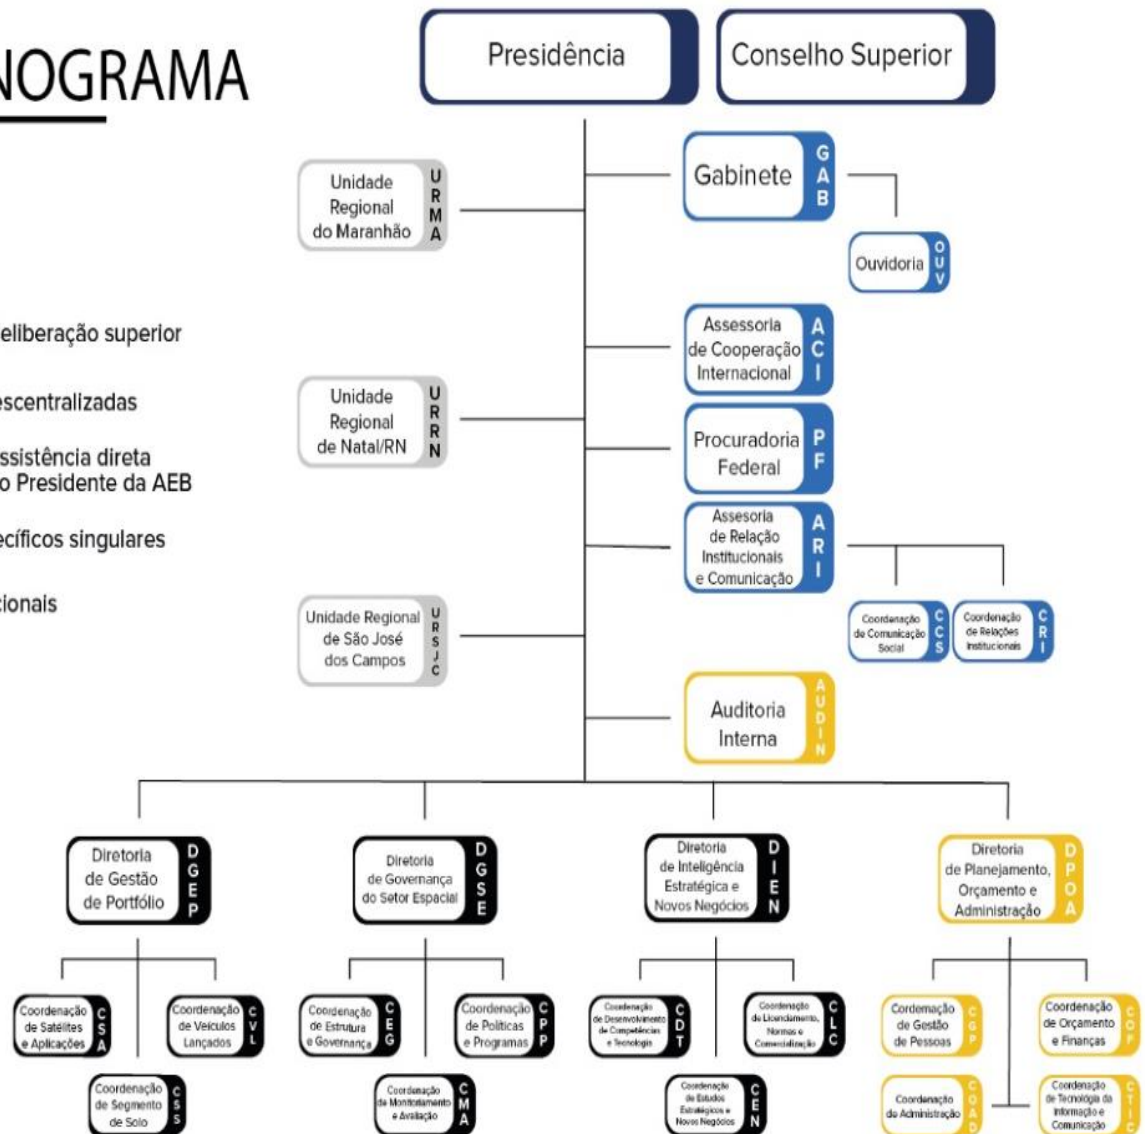 NOGRAMA
Presidência
Conselho Superior
Gabinete
GAB
Ouvidoria
OUV
Unidade
Regional
do Maranhão
URMA
eliberação superior
Assessoria
de Cooperação
Internacional
ACI
escentralizadas
Unidade
Regional
de Natal/RN
URRN
Procuradoria
Federal
PF
ssistência direta
o Presidente da AEB
Assesoria
de Relação
Institucionais
e Comunicação
ARI
ecíficos singulares
cionais
Unidade Regional
de São José
dos Campos
URSJC
Coordenação
de Comunicação
Social
CCS
Coordenação
de Relações
Institucionais
CRI
Auditoria
Interna
AUDIN
Diretoria
de Gestão
de Portfólio
DGEP
Diretoria
de Governança
do Setor Espacial
DGSE
Diretoria
de Inteligência
Estratégica e
Novos Negócios
DIEN
Diretoria
de Planejamento,
Orçamento e
Administração
DPOA
Coordenação
de Satélites
e Aplicações
CSA
Coordenação
de Veículos
Lançados
CVL
Coordenação
de Segmento
de Solo
CSS
Coordenação
de Estrutura
e Governança
CEG
Coordenação
de Políticas
e Programas
CPP
Coordenação
de Monitoriamento
e Avaliação
CMA
Coordenação
de Desenvolvimento
de Competências
e Tecnologia
CDT
Coordenação
de Licendamento,
Normas e
Comercialização
CLC
Coordenação
de Estudos
Estratégicos e
Novos Negócios
CEN
Cordernação
de Gestão
de Pessoas
CGP
Coordenação
de Orçamento
e Finanças
COF
Coordenação
de Administração
COAD
Coordenação
de Tecnologia da
Informação e
Comunicação
CTIC